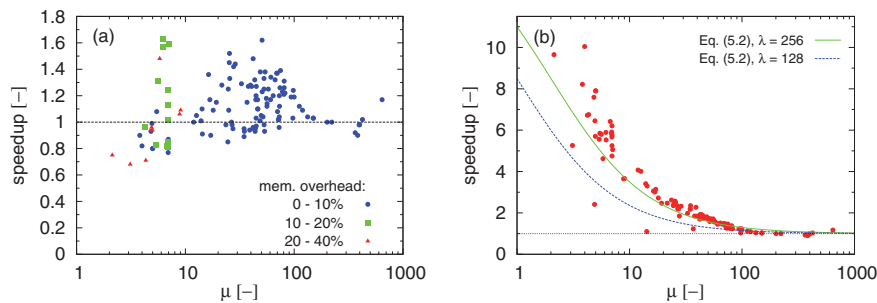 (a)
speedup [–]
1.8
1.6
1.4
1.2
1
0.8
0.6
0.4
0.2
0
mem. overhead:
0 - 10%
10 - 20%
20 - 40%
1 10 100 1000
μ [–]
(b)
speedup [–]
10
8
6
4
2
0
Eq. (5.2), λ = 256
Eq. (5.2), λ = 128
1 10 100 1000
μ [–]